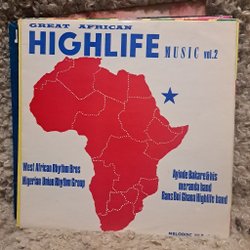 GREAT AFRICAN
HIGHLIFE
MUSIC vol.2
West African Rhythm Bros
Nigerian Union Rhythm Group
Ayinde Bakare & his
meranda band
Gans Roi Ghana Highlife band
MELODISC